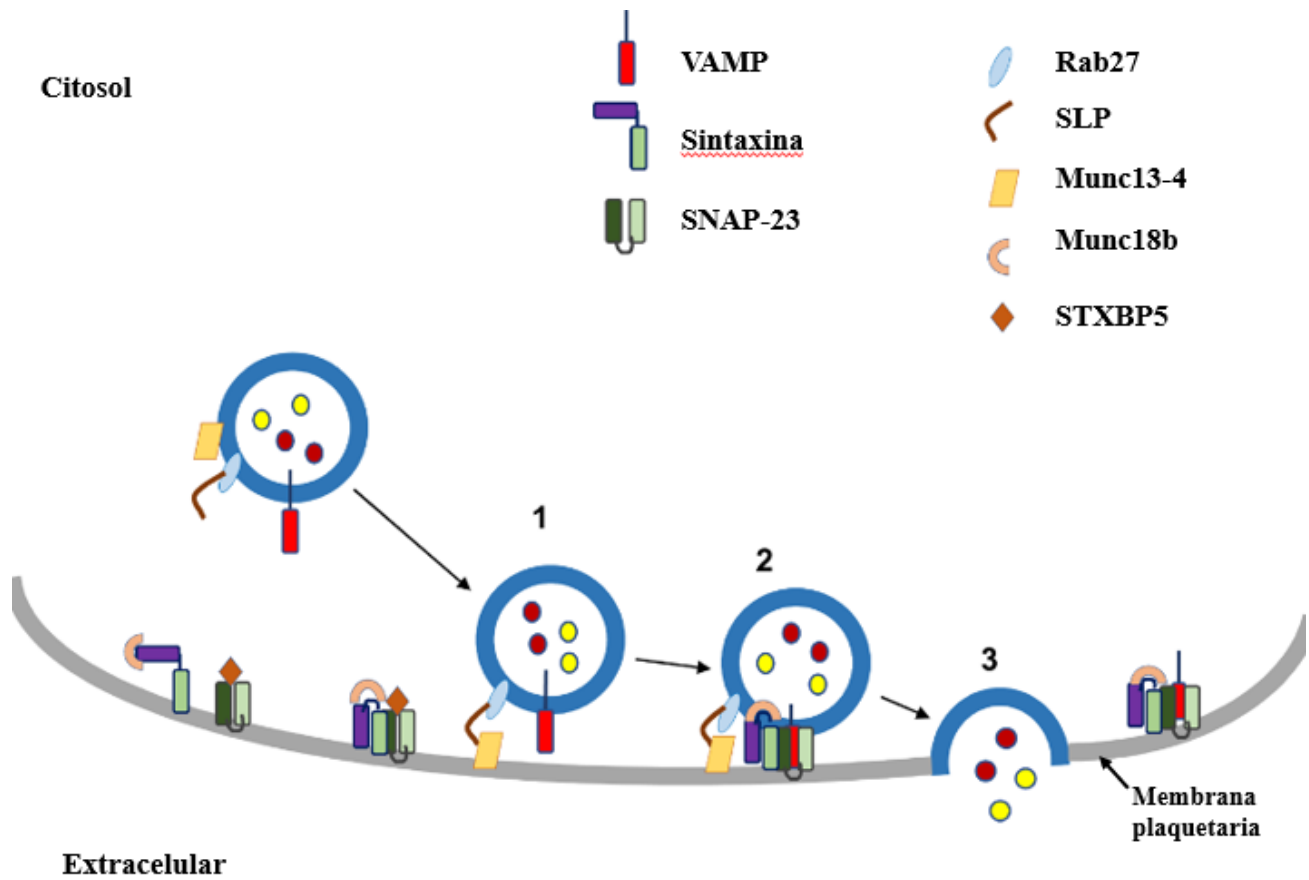 Citosol
VAMP
Sintaxina
SNAP-23
Rab27
SLP
Munc13-4
Munc18b
STXBP5
1
2
3
Membrana
plaquetaria
Extracelular